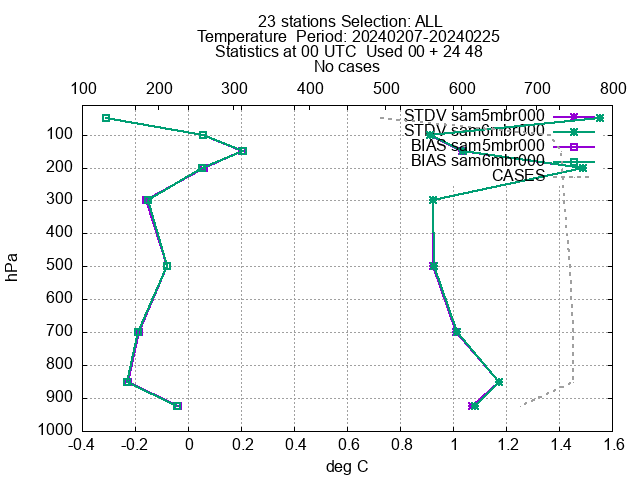 23 stations Selection: ALL
Temperature  Period: 20240207-20240225
Statistics at 00 UTC  Used 00 + 24 48
No cases
100 200 300 400 500 600 700 800
STDV sam5mbr000
100
STDV sam6mbr000
BIAS sam5mbr000
BIAS sam6mbr000
200
CASES
300
400
500
600
700
800
900
1000
hPa
-0.4 -0.2 0 0.2 0.4 0.6 0.8 1 1.2 1.4 1.6
deg C